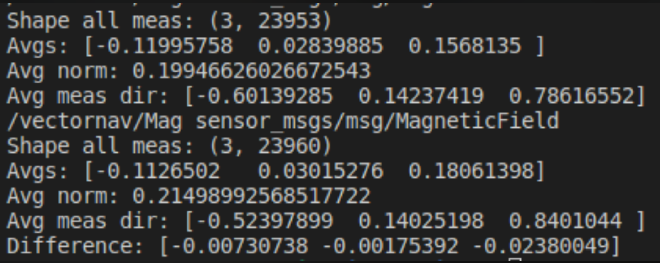 Shape all meas: (3, 23953)
Avgs: [-0.11995758  0.02839885  0.1568135 ]
Avg norm: 0.19946626026672543
Avg meas dir: [-0.60139285  0.14237419  0.78616552]
/vectornav/Mag sensor_msgs/msg/MagneticField
Shape all meas: (3, 23960)
Avgs: [-0.1126502   0.03015276  0.18061398]
Avg norm: 0.21498992568517722
Avg meas dir: [-0.52397899  0.14025198  0.8401044 ]
Difference: [-0.00730738 -0.00175392 -0.02380049]